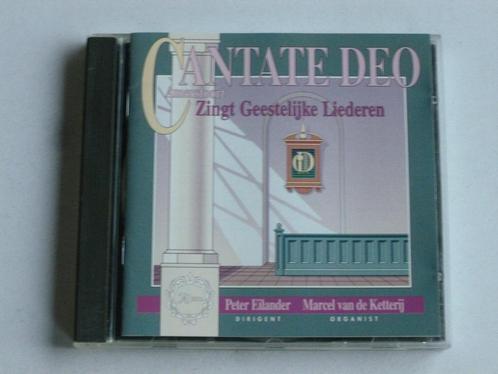 CANTATE DEO
Zingt Geestelijke Liederen
Peter Eilander Marcel van de Ketterij
DIRIGENT ORGANIST